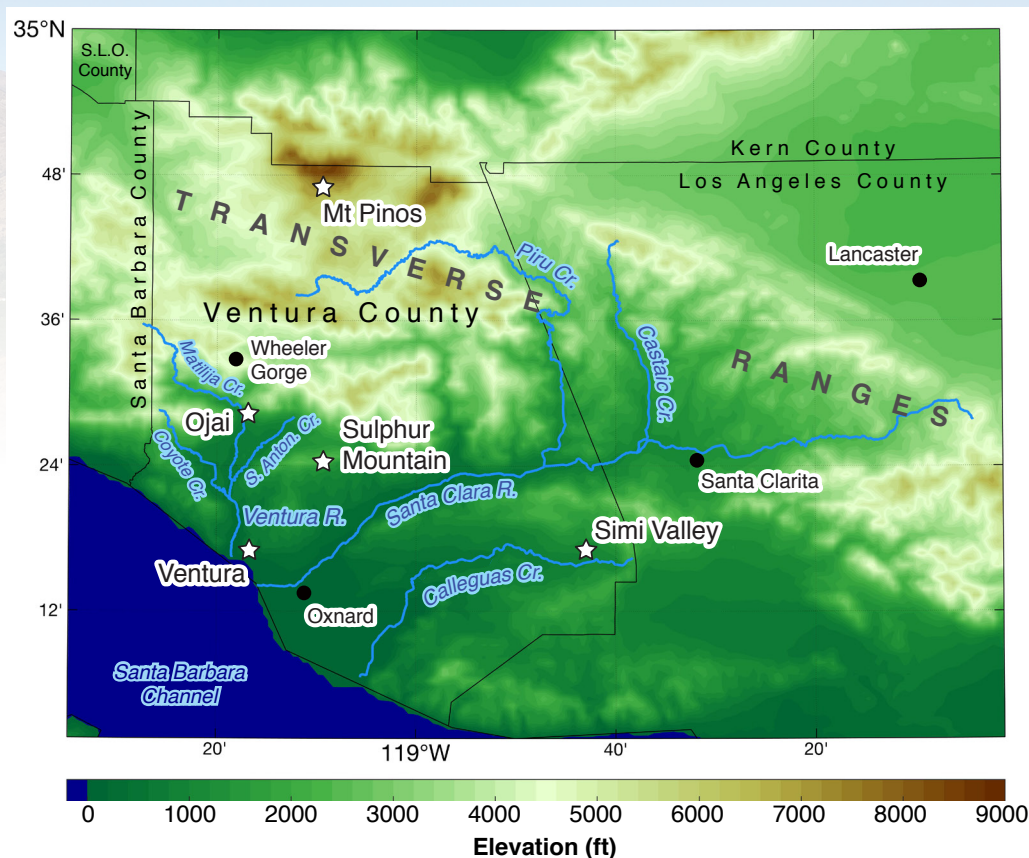 35°N
S.L.O.
County
Santa Barbara County
Kern County
Los Angeles County
48'
Mt Pinos
TRANSVERSE
Piru Cr.
Lancaster
36'
Ventura County
Wheeler
Gorge
Matilija Cr.
Castaic Cr.
RANGES
Ojai
Coyote Cr.
S. Anton. Cr.
Sulphur
Mountain
24'
Santa Clarita
Ventura R.
Santa Clara R.
Simi Valley
Ventura
Calleguas Cr.
12'
Oxnard
Santa Barbara
Channel
20'
119°W
40'
20'
0 1000 2000 3000 4000 5000 6000 7000 8000 9000
Elevation (ft)